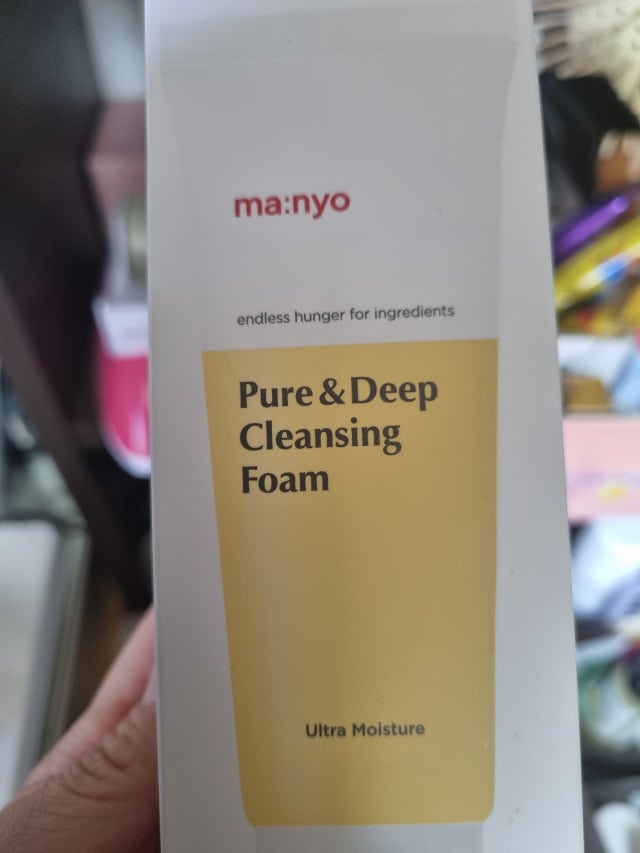 ma:nyo
endless hunger for ingredients
Pure & Deep
Cleansing
Foam
Ultra Moisture